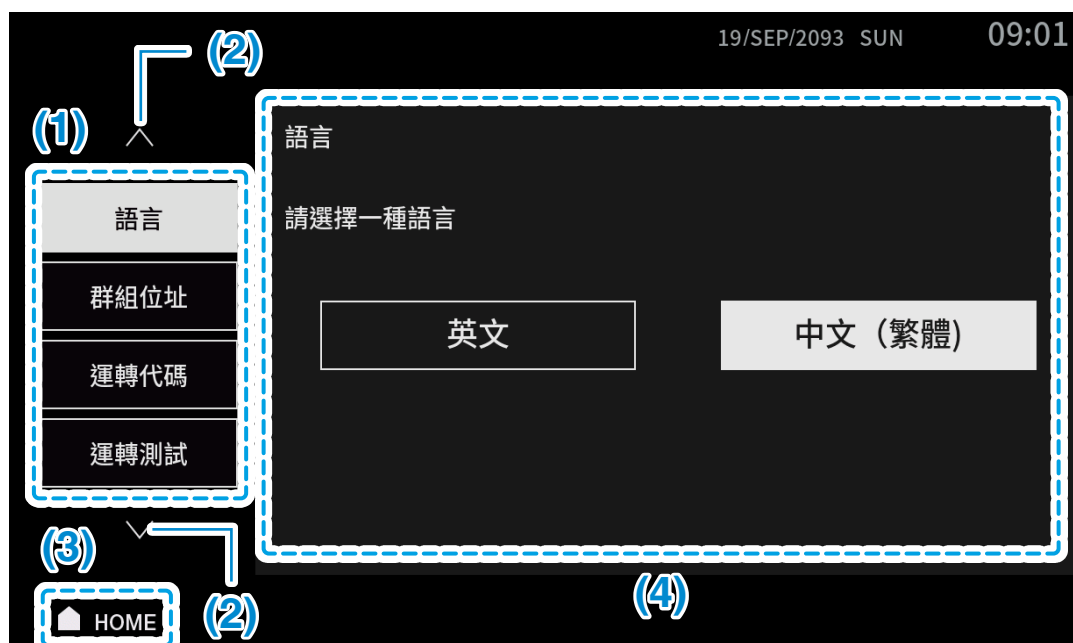 (2)
19/SEP/2093 SUN 09:01
(1)
語言
請選擇一種語言
語言
群組位址
運轉代碼
運轉測試
英文
中文（繁體)
(3)
HOME
(2)
(4)